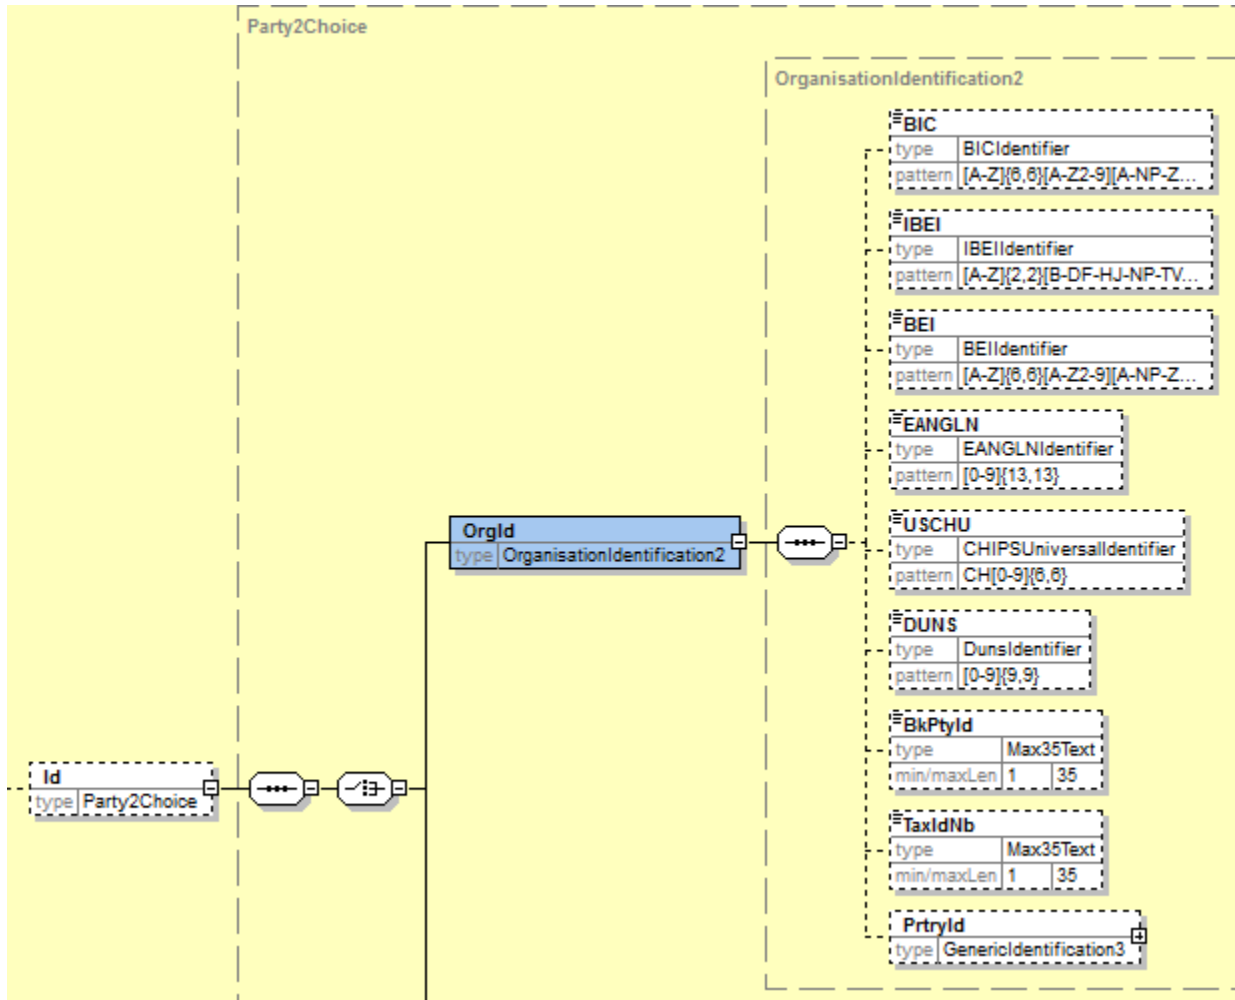 Party2Choice
OrganisationIdentification2
BIC
type BICIdentifier
pattern [A-Z]{6,6}[A-Z2-9][A-NP-Z...
IBEI
type IBEIIdentifier
pattern [A-Z]{2,2}[B-DF-HJ-NP-TV...
BEI
type BEIIdentifier
pattern [A-Z]{6,6}[A-Z2-9][A-NP-Z...
EANGLN
type EANGLNIdentifier
pattern [0-9]{13,13}
OrgId
type OrganisationIdentification2
USCHU
type CHIPSUniversalIdentifier
pattern CH[0-9]{6,6}
DUNS
type DunsIdentifier
pattern [0-9]{9,9}
BkPtyId
type Max35Text
min/maxLen 1 35
Id
type Party2Choice
TaxIdNb
type Max35Text
min/maxLen 1 35
PrtryId
type GenericIdentification3